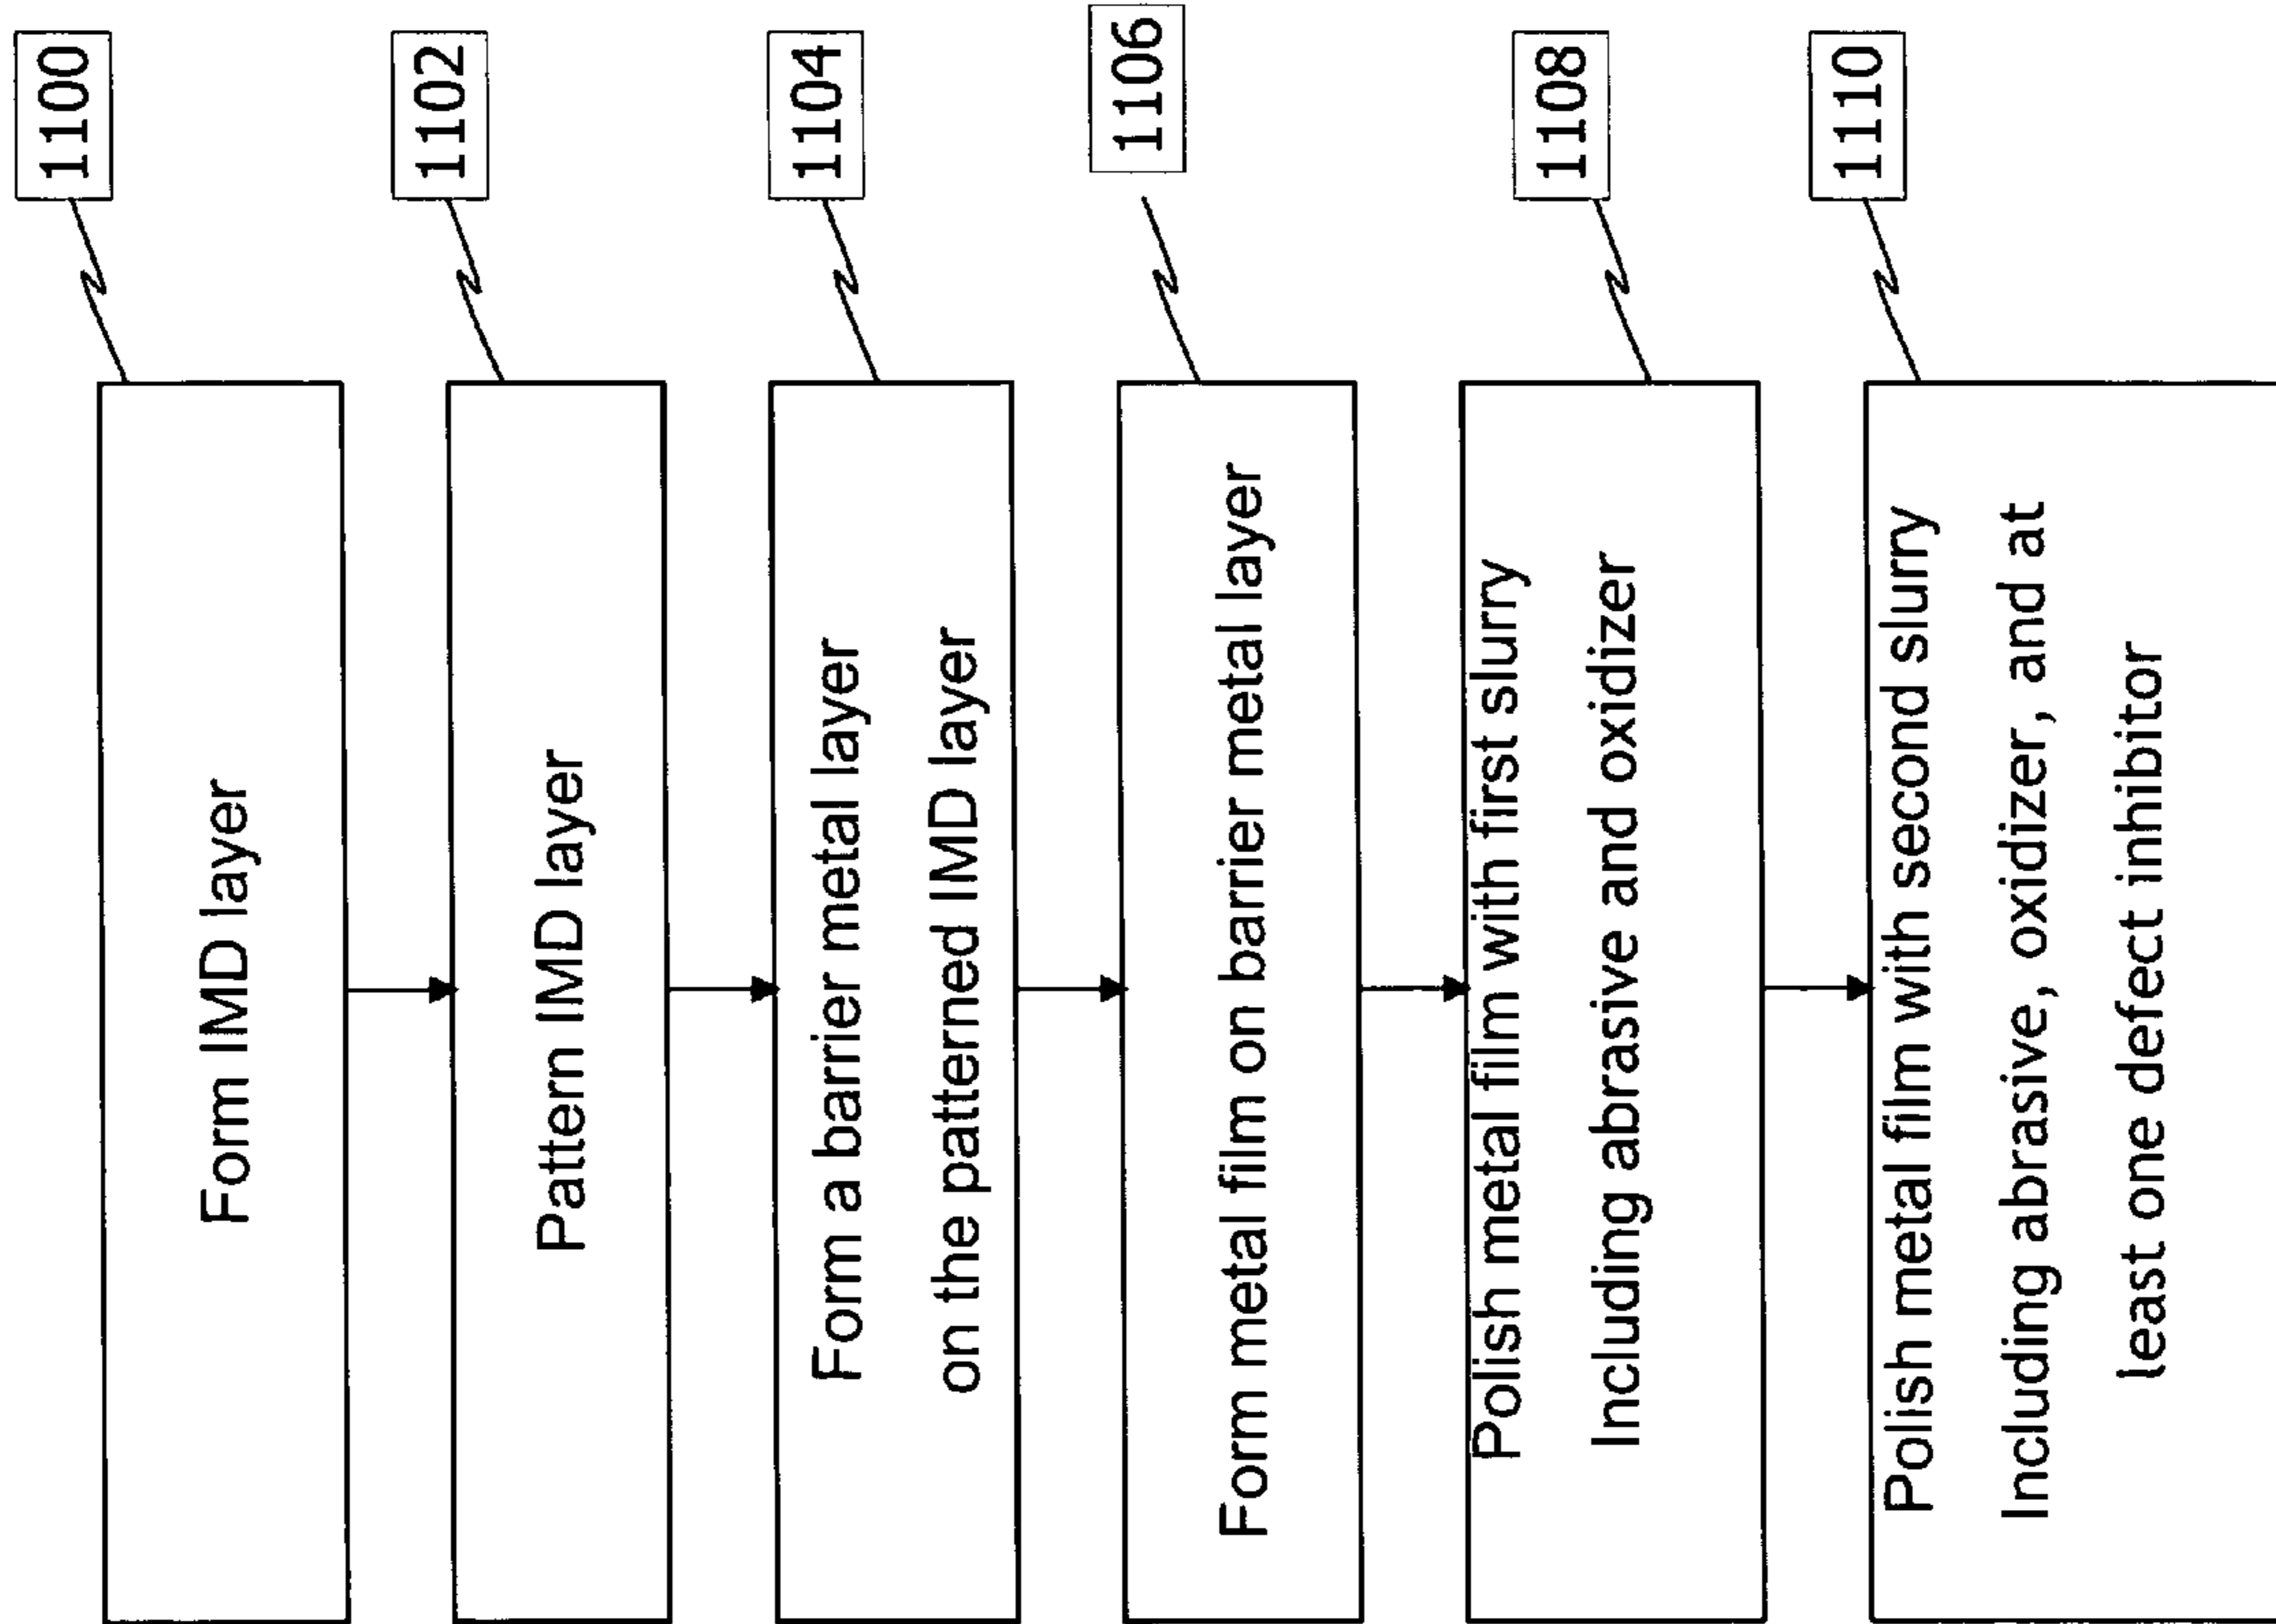 Form IMD layer
1100
Pattern IMD layer
1102
Form a barrier metal layer
on the patterned IMD layer
1104
Form metal film on barrier metal layer
1106
Polish metal film with first slurry
Including abrasive and oxidizer
1108
Polish metal film with second slurry
Including abrasive, oxidizer, and at
least one defect inhibitor
1110